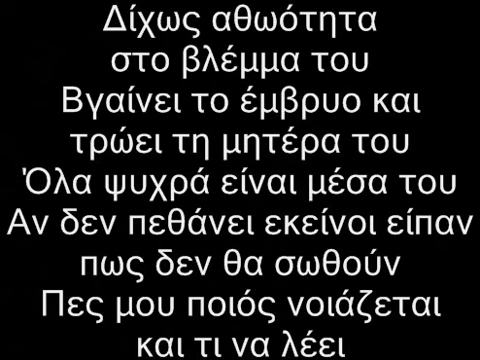 Δίχως αθωότητα
στο βλέμμα του
Βγαίνει το έμβρυο και
τρώει τη μητέρα του
Όλα ψυχρά είναι μέσα του
Αν δεν πεθάνει εκείνοι είπαν
πως δεν θα σωθούν
Πες μου ποιός νοιάζεται
και τι να λέει